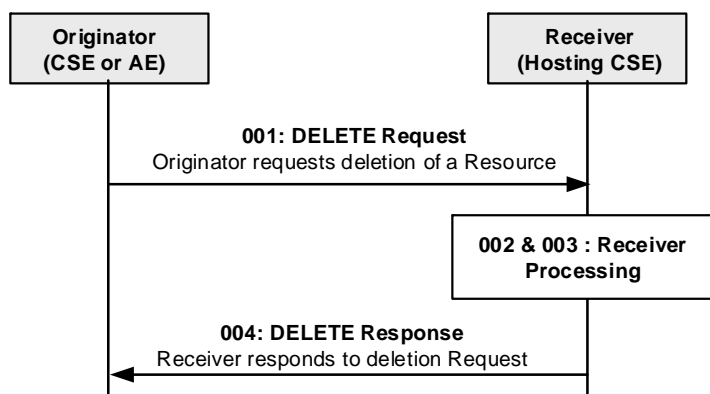 Originator
(CSE or AE)
Receiver
(Hosting CSE)
001: DELETE Request
Originator requests deletion of a Resource
002 & 003 : Receiver
Processing
004: DELETE Response
Receiver responds to deletion Request